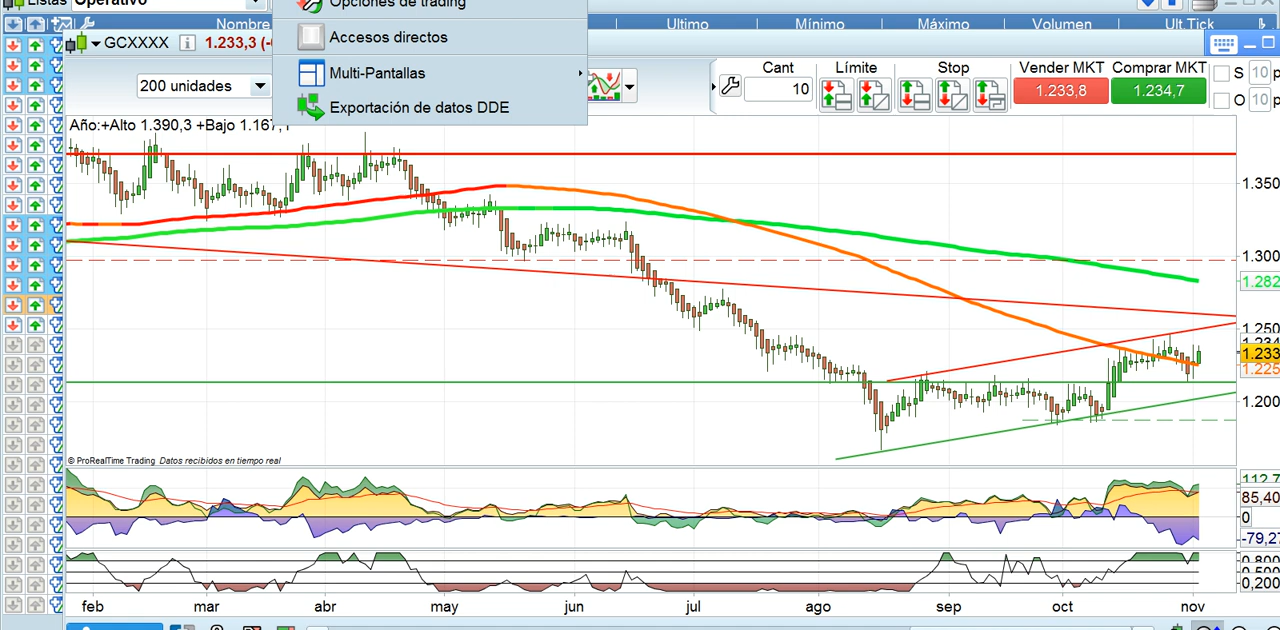 Listas Operativo
Opciones de trading
Nombre Ultimo Mínimo Máximo Volumen Ult.Tick
Accesos directos
GCXXXX i 1.233,3 (-
Multi-Pantallas
200 unidades
Exportación de datos DDE
Cant Límite Stop Vender MKT Comprar MKT
10 1.233,8 1.234,7
S 10 p
O 10 p
Año:+Alto 1.390,3 +Bajo 1.167,1
1.350
1.300
1.282
1.250
1.234
1.233
1.225
1.200
© ProRealTime Trading Datos recibidos en tiempo real
112,7
85,40
0
-79,27
0,800
0,500
0,200
feb mar abr may jun jul ago sep oct nov